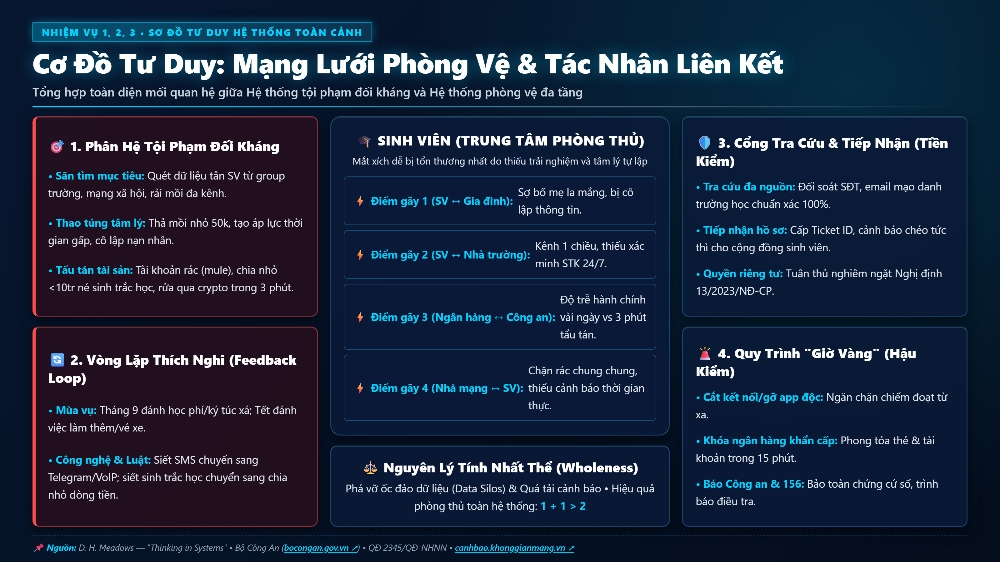 NHIỆM VỤ 1, 2, 3 • SƠ ĐỒ TƯ DUY HỆ THỐNG TOÀN CẢNH
Cơ Đồ Tư Duy: Mạng Lưới Phòng Vệ & Tác Nhân Liên Kết
Tổng hợp toàn diện mối quan hệ giữa Hệ thống tội phạm đối kháng và Hệ thống phòng vệ đa tầng
🎯 1. Phân Hệ Tội Phạm Đối Kháng
• Săn tìm mục tiêu: Quét dữ liệu tân SV từ group
trường, mạng xã hội, rải mồi đa kênh.
• Thao túng tâm lý: Thả mồi nhỏ 50k, tạo áp lực thời
gian gấp, cô lập nạn nhân.
• Tẩu tán tài sản: Tài khoản rác (mule), chia nhỏ
<10tr né sinh trắc học, rửa qua crypto trong 3 phút.
🔄 2. Vòng Lặp Thích Nghi (Feedback
Loop)
• Mùa vụ: Tháng 9 đánh học phí/ký túc xá; Tết đánh
việc làm thêm/vé xe.
• Công nghệ & Luật: Siết SMS chuyển sang
Telegram/VoIP; siết sinh trắc học chuyển sang chia
nhỏ dòng tiền.
🎓 SINH VIÊN (TRUNG TÂM PHÒNG THỦ)
Mắt xích dễ bị tổn thương nhất do thiếu trải nghiệm và tâm lý tự lập
⚡ Điểm gãy 1 (SV ↔ Gia đình): Sợ bố mẹ la mắng, bị cô
lập thông tin.
⚡ Điểm gãy 2 (SV ↔ Nhà trường): Kênh 1 chiều, thiếu xác
minh STK 24/7.
⚡ Điểm gãy 3 (Ngân hàng ↔ Công an): Độ trễ hành chính
vài ngày vs 3 phút
tẩu tán.
⚡ Điểm gãy 4 (Nhà mạng ↔ SV): Chặn rác chung chung,
thiếu cảnh báo thời gian
thực.
⚖️ Nguyên Lý Tính Nhất Thể (Wholeness)
Phá vỡ ốc đảo dữ liệu (Data Silos) & Quá tải cảnh báo • Hiệu quả
phòng thủ toàn hệ thống: 1 + 1 > 2
🛡️ 3. Cổng Tra Cứu & Tiếp Nhận (Tiền
Kiểm)
• Tra cứu đa nguồn: Đối soát SĐT, email mạo danh
trường học chuẩn xác 100%.
• Tiếp nhận hồ sơ: Cấp Ticket ID, cảnh báo chéo tức
thì cho cộng đồng sinh viên.
• Quyền riêng tư: Tuân thủ nghiêm ngặt Nghị định
13/2023/NĐ-CP.
🚨 4. Quy Trình "Giờ Vàng" (Hậu
Kiểm)
• Cắt kết nối/gỡ app độc: Ngăn chặn chiếm đoạt từ
xa.
• Khóa ngân hàng khẩn cấp: Phong tỏa thẻ & tài
khoản trong 15 phút.
• Báo Công an & 156: Bảo toàn chứng cứ số, trình
báo điều tra.
📌 Nguồn: D. H. Meadows — "Thinking in Systems" • Bộ Công An (bocongan.gov.vn ↗) • QĐ 2345/QĐ-NHNN • canhbao.khonggianmang.vn ↗